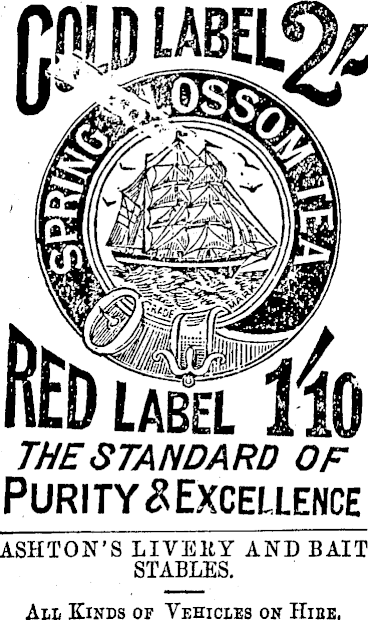 GOLD LABEL 2/-
SPRING BLOSSOM TEA
TRADE MARK
RED LABEL 1/10
THE STANDARD OF
PURITY & EXCELLENCE
ASHTON'S LIVERY AND BAIT
STABLES.
ALL KINDS OF VEHICLES ON HIRE,